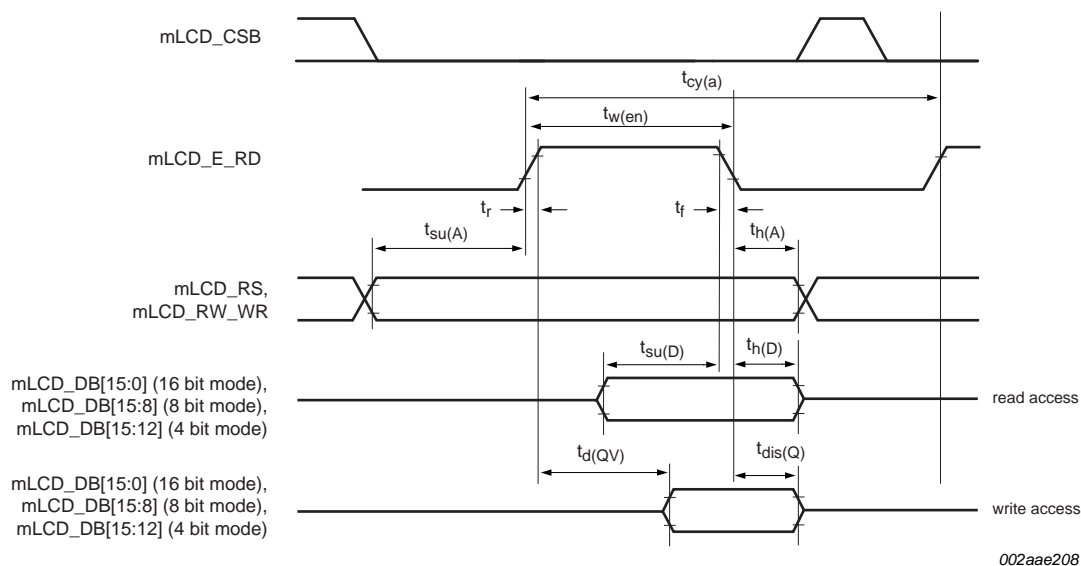 mLCD_CSB
tcy(a)
tw(en)
mLCD_E_RD
tr
tf
tsu(A)
th(A)
mLCD_RS,
mLCD_RW_WR
tsu(D)
th(D)
mLCD_DB[15:0] (16 bit mode),
mLCD_DB[15:8] (8 bit mode),
mLCD_DB[15:12] (4 bit mode)
read access
td(QV)
tdis(Q)
mLCD_DB[15:0] (16 bit mode),
mLCD_DB[15:8] (8 bit mode),
mLCD_DB[15:12] (4 bit mode)
write access
002aae208